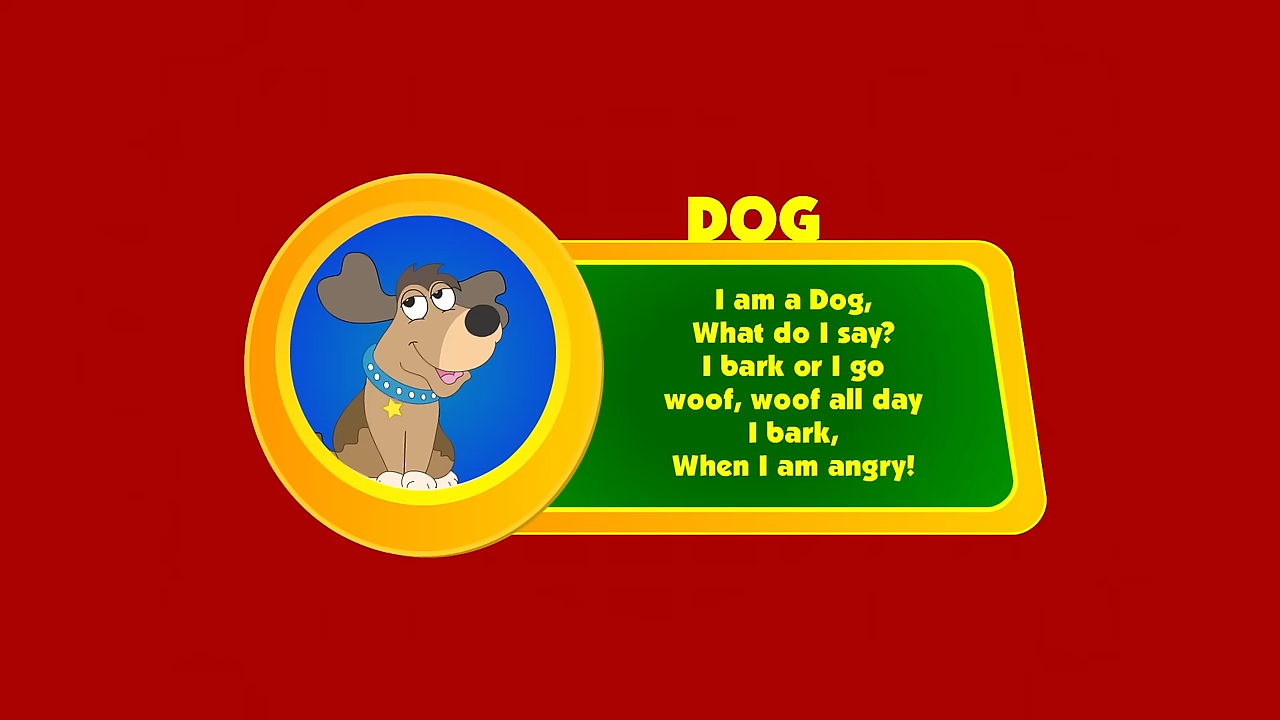 DOG
I am a Dog,
What do I say?
I bark or I go
woof, woof all day
I bark,
When I am angry!